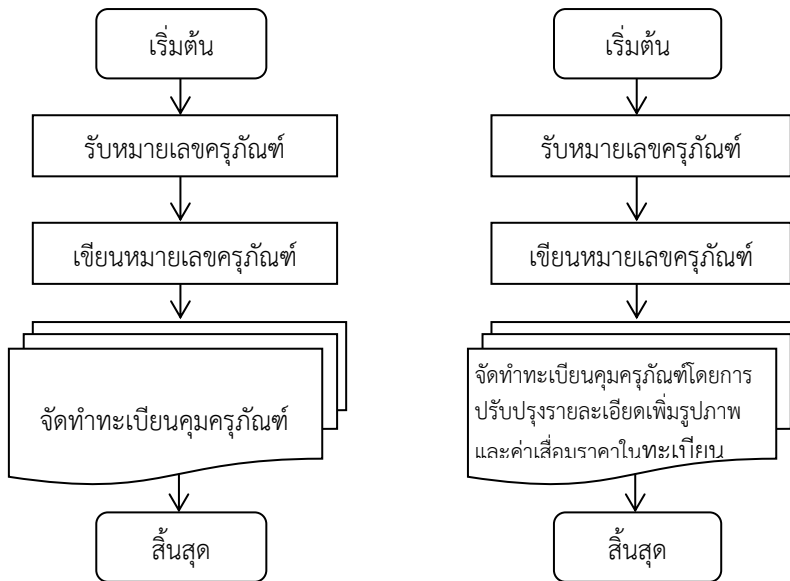 เริ่มต้น
รับหมายเลขครุภัณฑ์
เขียนหมายเลขครุภัณฑ์
จัดทำทะเบียนคุมครุภัณฑ์
สิ้นสุด
เริ่มต้น
รับหมายเลขครุภัณฑ์
เขียนหมายเลขครุภัณฑ์
จัดทำทะเบียนคุมครุภัณฑ์โดยการ
ปรับปรุงรายละเอียดเพิ่มรูปภาพ
และค่าเสื่อมราคาในทะเบียน
สิ้นสุด